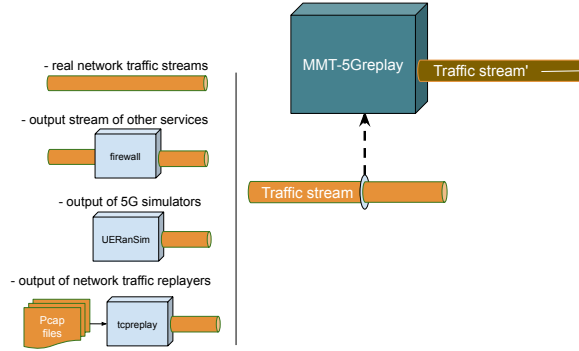 - real network traffic streams
- output stream of other services
firewall
- output of 5G simulators
UERanSim
- output of network traffic replayers
Pcap
files
tcpreplay
MMT-5Greplay
Traffic stream'
Traffic stream